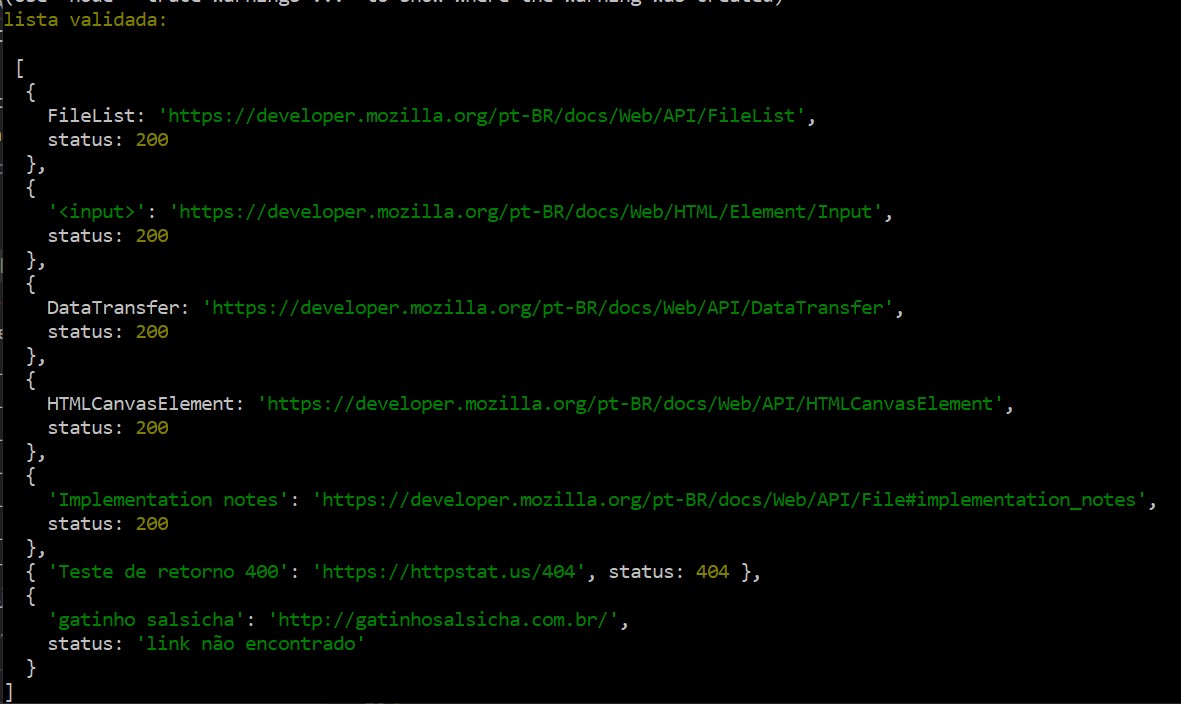 lista validada:
[
{
FileList: 'https://developer.mozilla.org/pt-BR/docs/Web/API/FileList',
status: 200
},
{
'<input>': 'https://developer.mozilla.org/pt-BR/docs/Web/HTML/Element/Input',
status: 200
},
{
DataTransfer: 'https://developer.mozilla.org/pt-BR/docs/Web/API/DataTransfer',
status: 200
},
{
HTMLCanvasElement: 'https://developer.mozilla.org/pt-BR/docs/Web/API/HTMLCanvasElement',
status: 200
},
{
'Implementation notes': 'https://developer.mozilla.org/pt-BR/docs/Web/API/File#implementation_notes',
status: 200
},
{ 'Teste de retorno 400': 'https://httpstat.us/404', status: 404 },
{
'gatinho salsicha': 'http://gatinhosalsicha.com.br/',
status: 'link não encontrado'
}
]